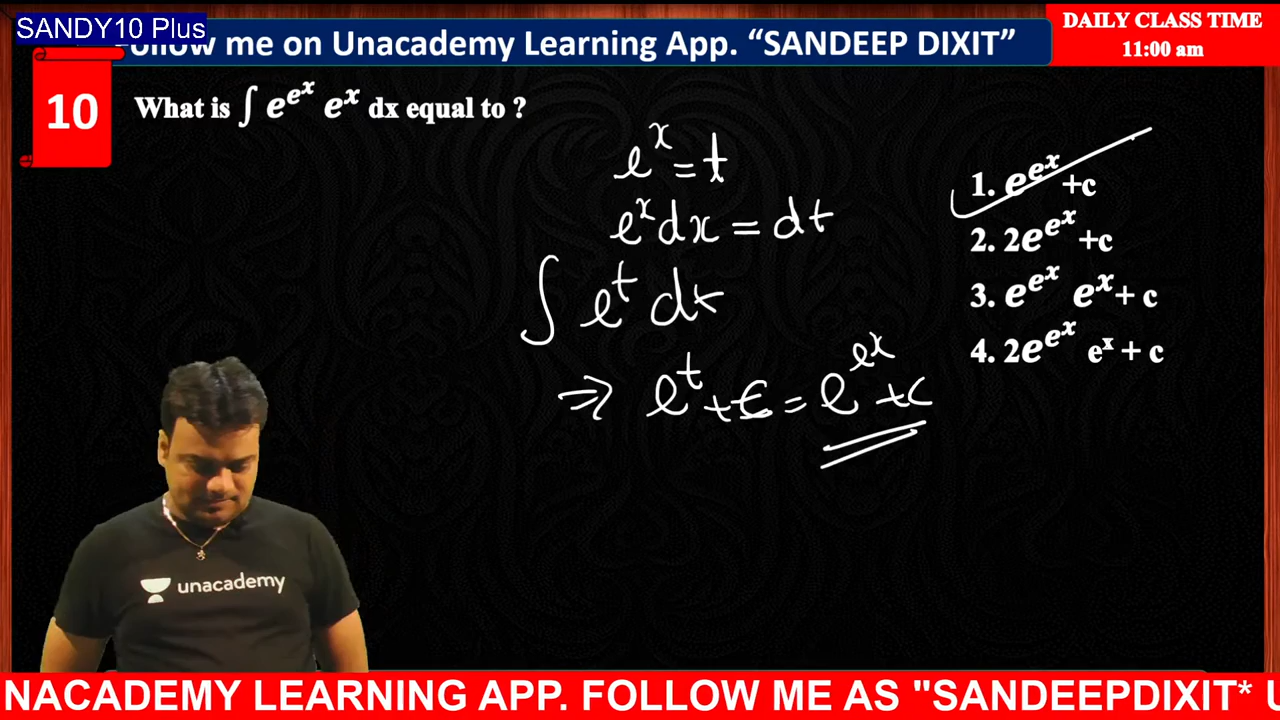 SANDY10 Plus
Follow me on Unacademy Learning App. “SANDEEP DIXIT”
DAILY CLASS TIME
11:00 am
10
What is ∫ e^{e^x} e^x dx equal to ?
e^x = t
e^x dx = dt
∫ e^t dt
⇒ e^t + c = e^{e^x} + c
1. e^{e^x} +c
2. 2e^{e^x} +c
3. e^{e^x} e^x + c
4. 2e^{e^x} e^x + c
unacademy
NACADEMY LEARNING APP. FOLLOW ME AS "SANDEEPDIXIT* U